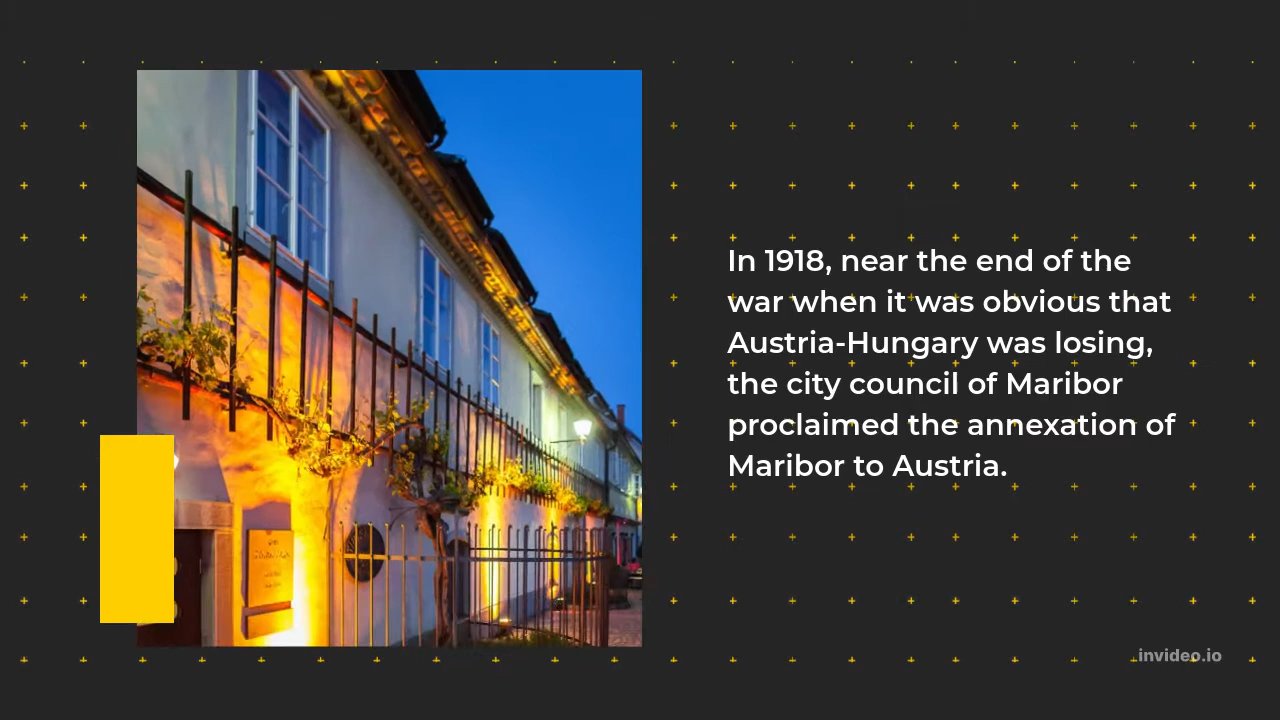 In 1918, near the end of the
war when it was obvious that
Austria-Hungary was losing,
the city council of Maribor
proclaimed the annexation of
Maribor to Austria.
invideo.io